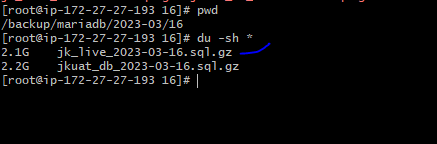 [root@ip-172-27-27-193 16]# pwd
/backup/mariadb/2023-03/16
[root@ip-172-27-27-193 16]# du -sh *
2.1G    jk_live_2023-03-16.sql.gz
2.2G    jkuat_db_2023-03-16.sql.gz
[root@ip-172-27-27-193 16]#